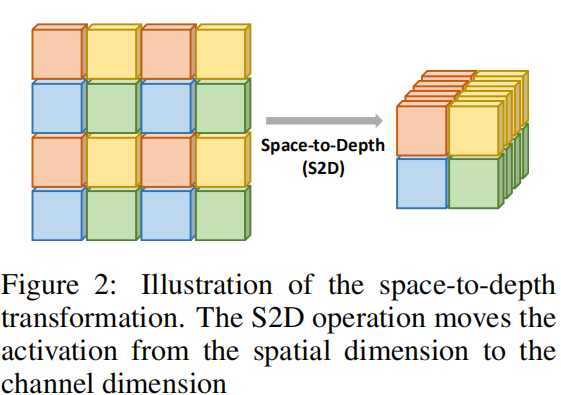 Space-to-Depth
(S2D)
Figure 2: Illustration of the space-to-depth
transformation. The S2D operation moves the
activation from the spatial dimension to the
channel dimension